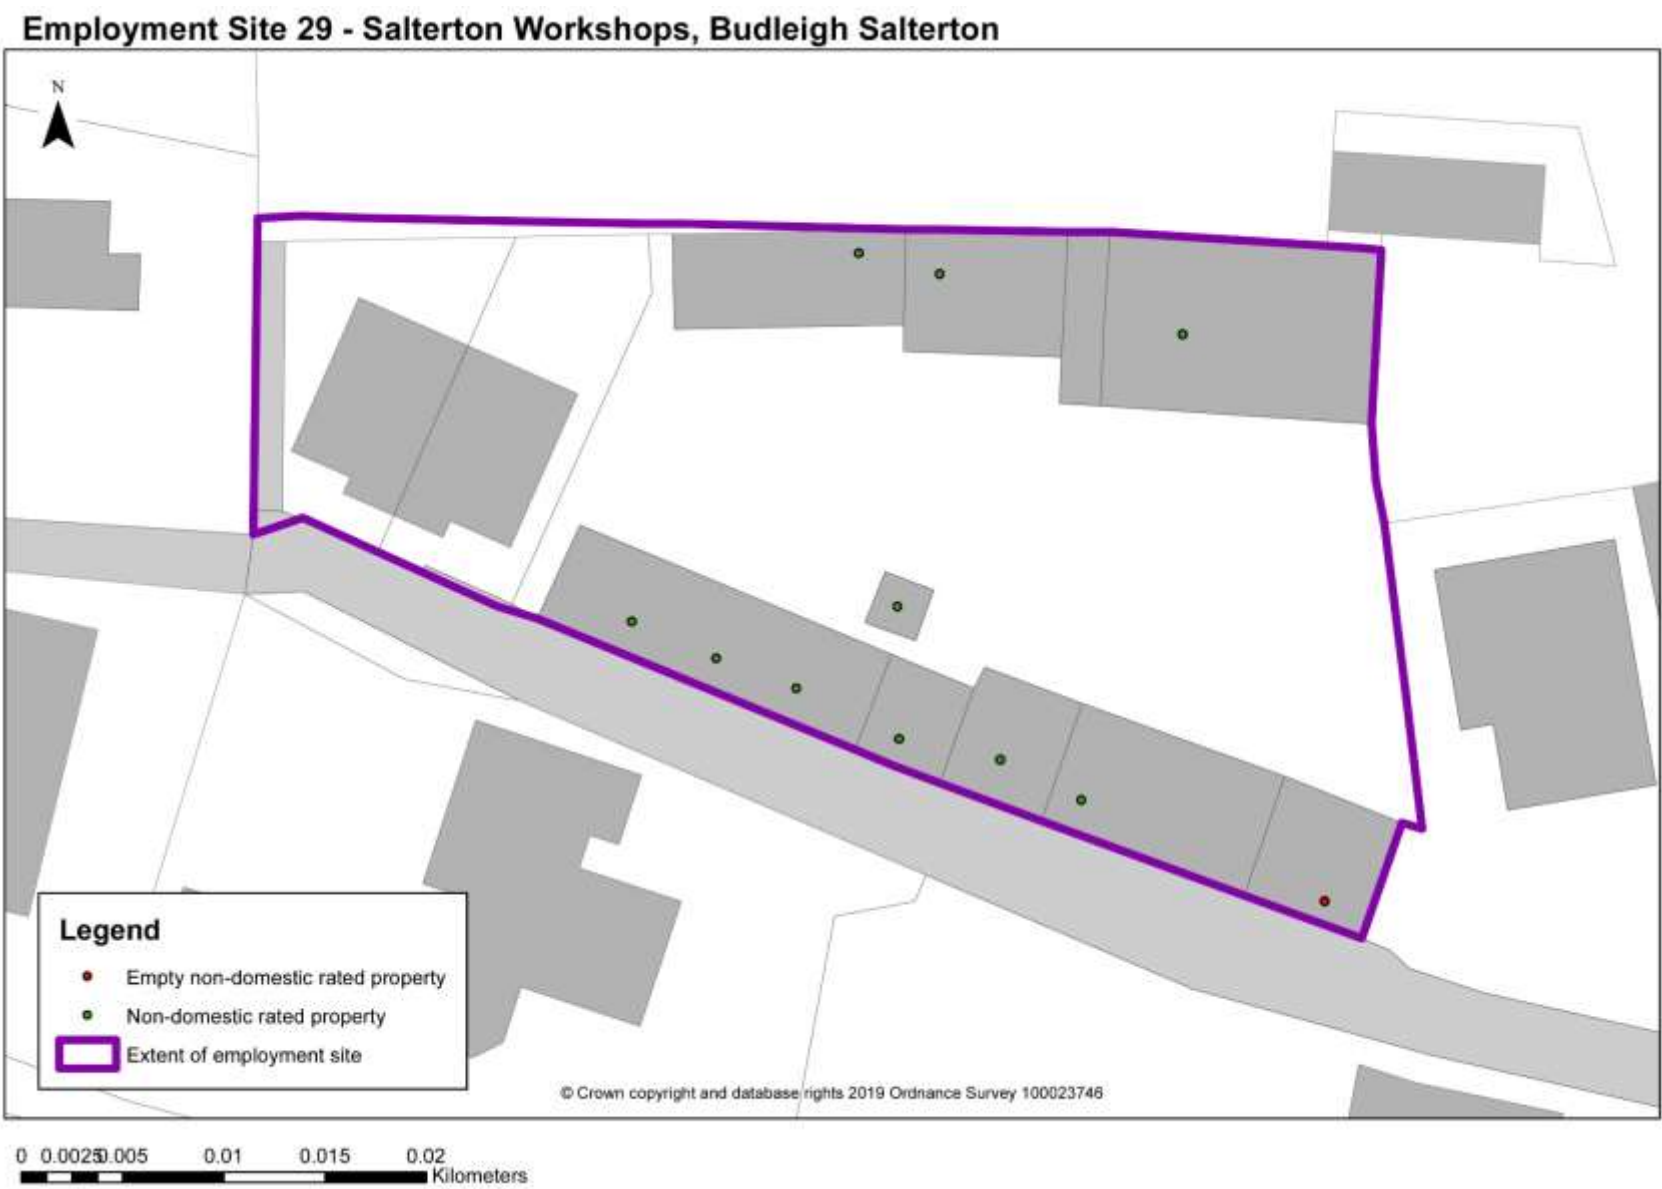 Employment Site 29 - Salterton Workshops, Budleigh Salterton
N
Legend
Empty non-domestic rated property
Non-domestic rated property
Extent of employment site
© Crown copyright and database rights 2019 Ordnance Survey 100023746
0 0.0025 0.005 0.01 0.015 0.02
Kilometers